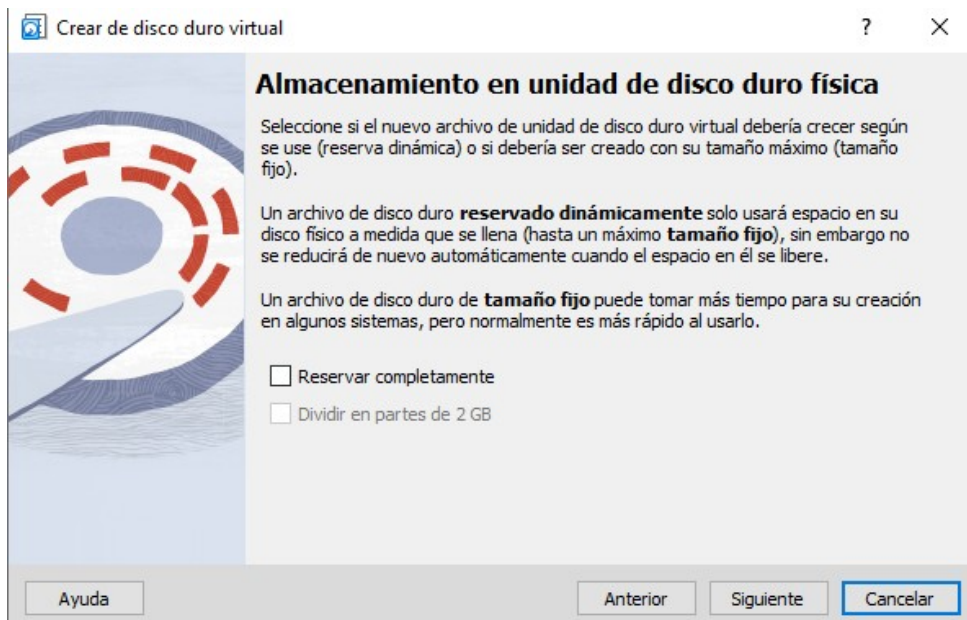 Crear de disco duro virtual
?
Almacenamiento en unidad de disco duro física
Seleccione si el nuevo archivo de unidad de disco duro virtual debería crecer según
se use (reserva dinámica) o si debería ser creado con su tamaño máximo (tamaño
fijo).
Un archivo de disco duro reservado dinámicamente solo usará espacio en su
disco físico a medida que se llena (hasta un máximo tamaño fijo), sin embargo no
se reducirá de nuevo automáticamente cuando el espacio en él se libere.
Un archivo de disco duro de tamaño fijo puede tomar más tiempo para su creación
en algunos sistemas, pero normalmente es más rápido al usarlo.
Reservar completamente
Dividir en partes de 2 GB
Ayuda
Anterior
Siguiente
Cancelar